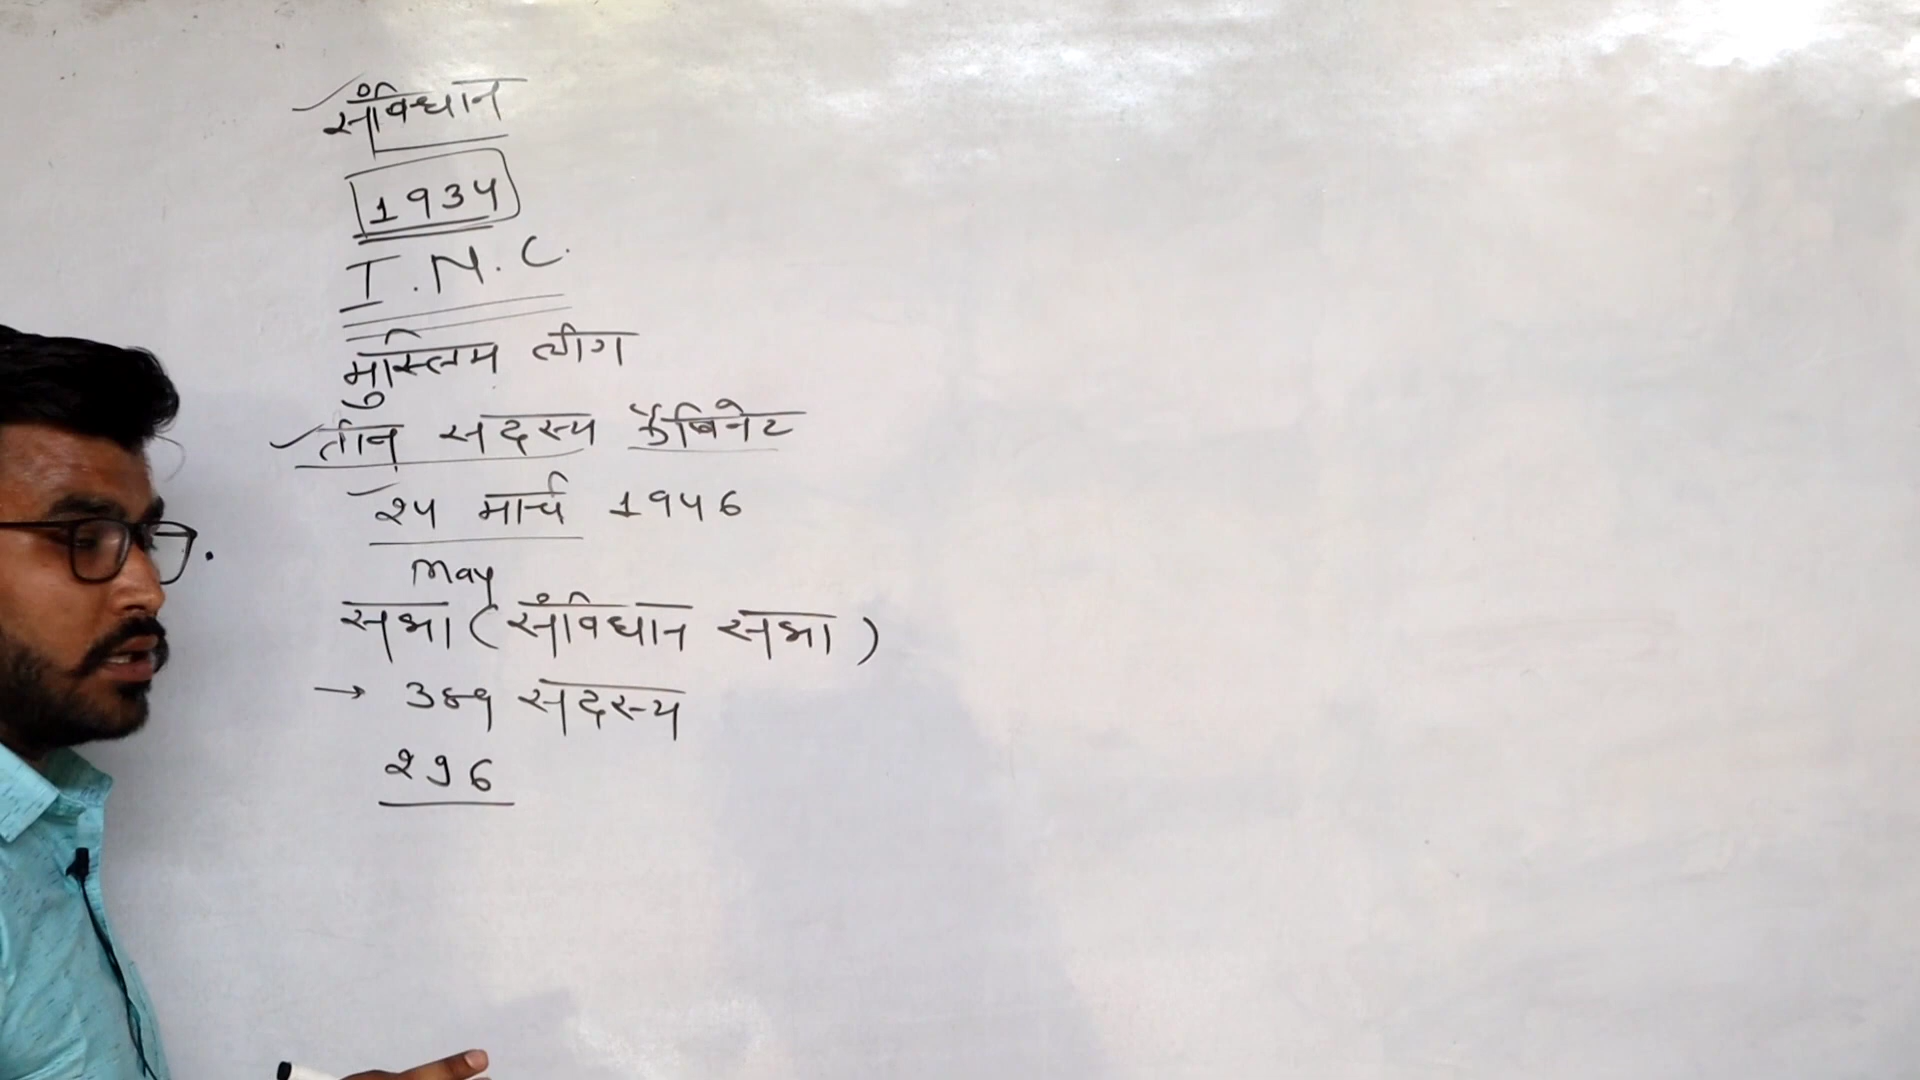 संविधान
1934
I.N.C.
मुस्लिम लीग
तीन सदस्य कैबिनेट
24 मार्च 1946
May
सभा (संविधान सभा)
→ 389 सदस्य
296